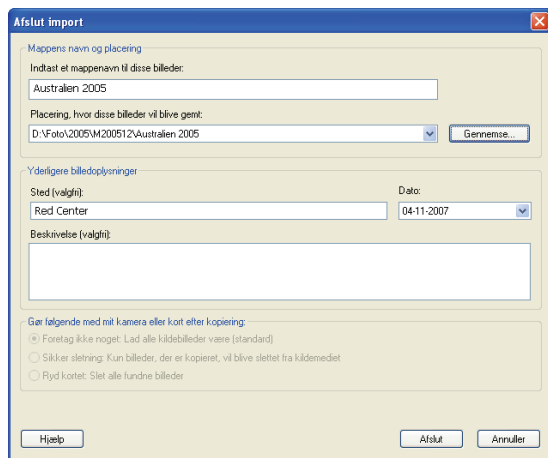 Afslut import
Mappens navn og placering
Indtast et mappenavn til disse billeder:
Australien 2005
Placering, hvor disse billeder vil blive gemt:
D:\Foto\2005\M200512\Australien 2005
Gennemse...
Yderligere billedoplysninger
Sted (valgfri):
Dato:
Red Center
04-11-2007
Beskrivelse (valgfri):
Gør følgende med mit kamera eller kort efter kopiering:
Foretag ikke noget: Lad alle kildebilleder være (standard)
Sikker sletning: Kun billeder, der er kopieret, vil blive slettet fra kildemediet
Ryd kortet: Slet alle fundne billeder
Hjælp
Afslut
Annuller